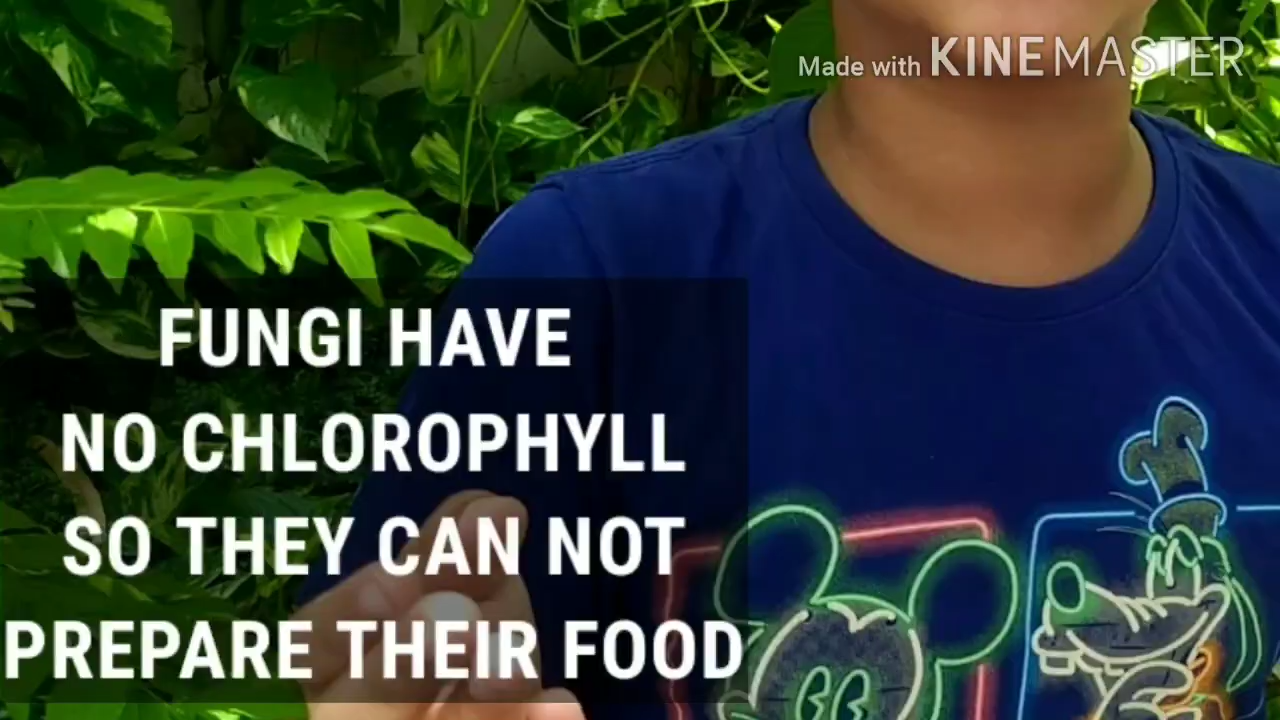 Made with KINEMASTER
FUNGI HAVE
NO CHLOROPHYLL
SO THEY CAN NOT
PREPARE THEIR FOOD